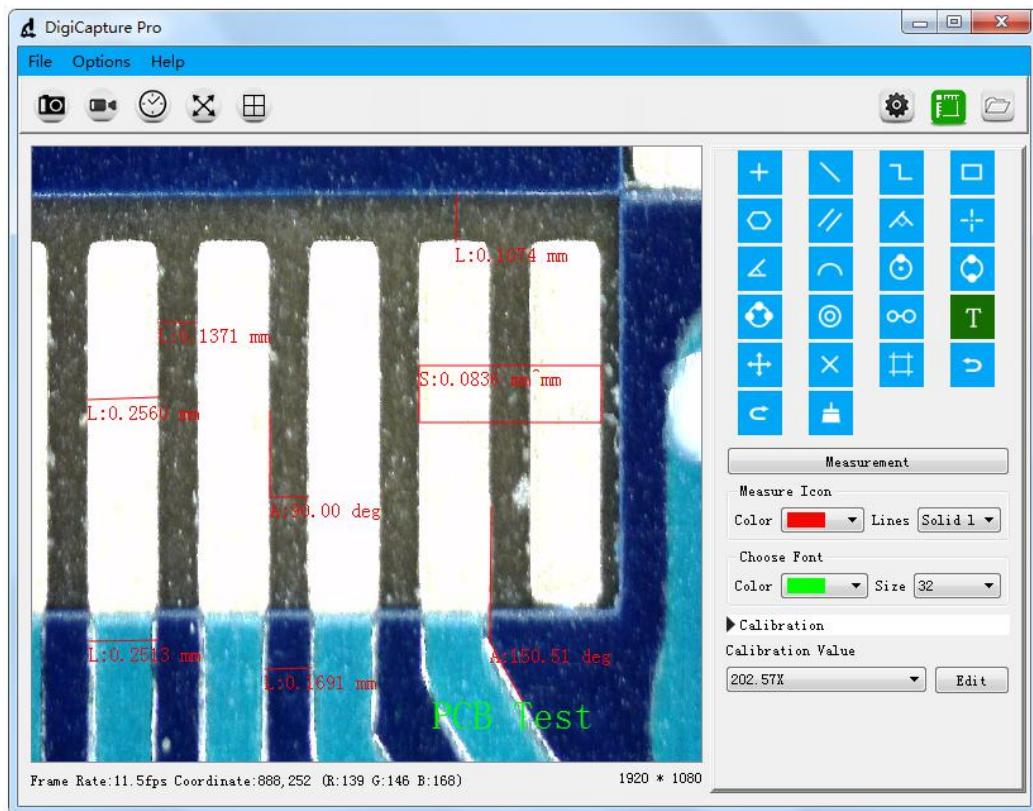 DigiCapture Pro
File Options Help
L:0.1074 mm
L:0.1371 mm
S:0.0836 mm^mm
L:0.2560 mm
A:90.00 deg
L:0.2513 mm
A:150.51 deg
L:0.1691 mm
PCB Test
T
Measurement
Measure Icon
Color Lines Solid l
Choose Font
Color Size 32
Calibration
Calibration Value
202.57X Edit
Frame Rate:11.5fps Coordinate:888,252 (R:139 G:146 B:168) 1920 * 1080